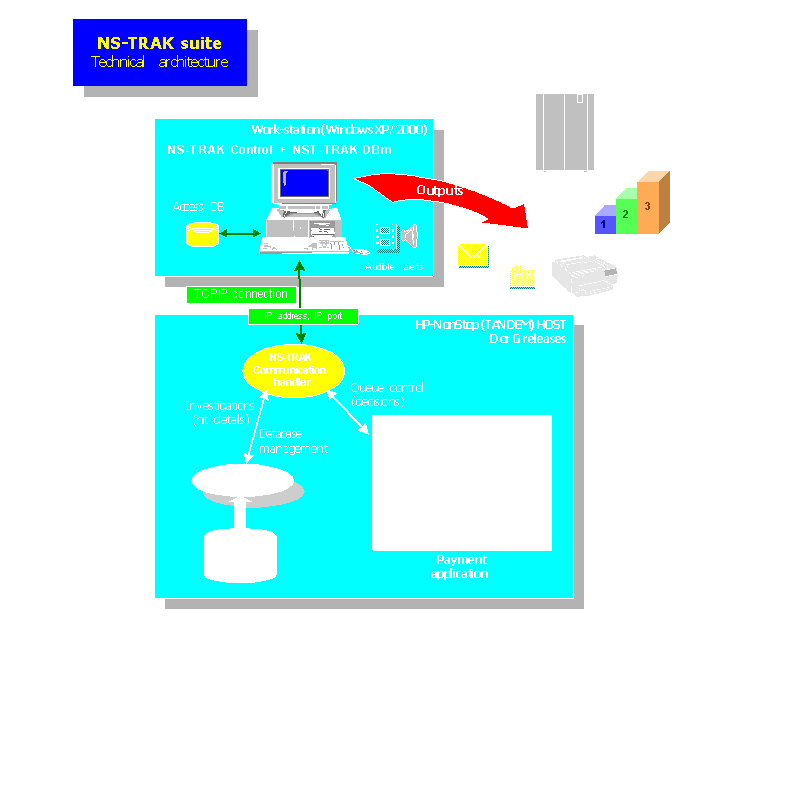 NS-TRAK suite
Technical architecture
Work-station (Windows XP/ 2000)
NS-TRAK Control + NST-TRAK DBm
Access DB
Outputs
Audible alerts
1
2
3
TCPIP connection
IP address, IP port
HP-NonStop (TANDEM) HOST
D or G releases
NS-TRAK
Communication
handler
Queue control
(decisions)
Investigations
(hit details)
Database
management
Payment
application